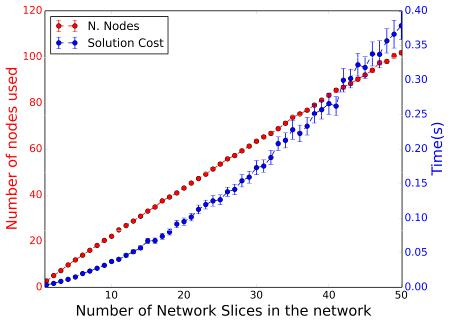 N. Nodes
Solution Cost
120
100
80
60
40
20
0
Number of nodes used
0.40
0.35
0.30
0.25
0.20
0.15
0.10
0.05
0.00
Time(s)
10 20 30 40 50
Number of Network Slices in the network